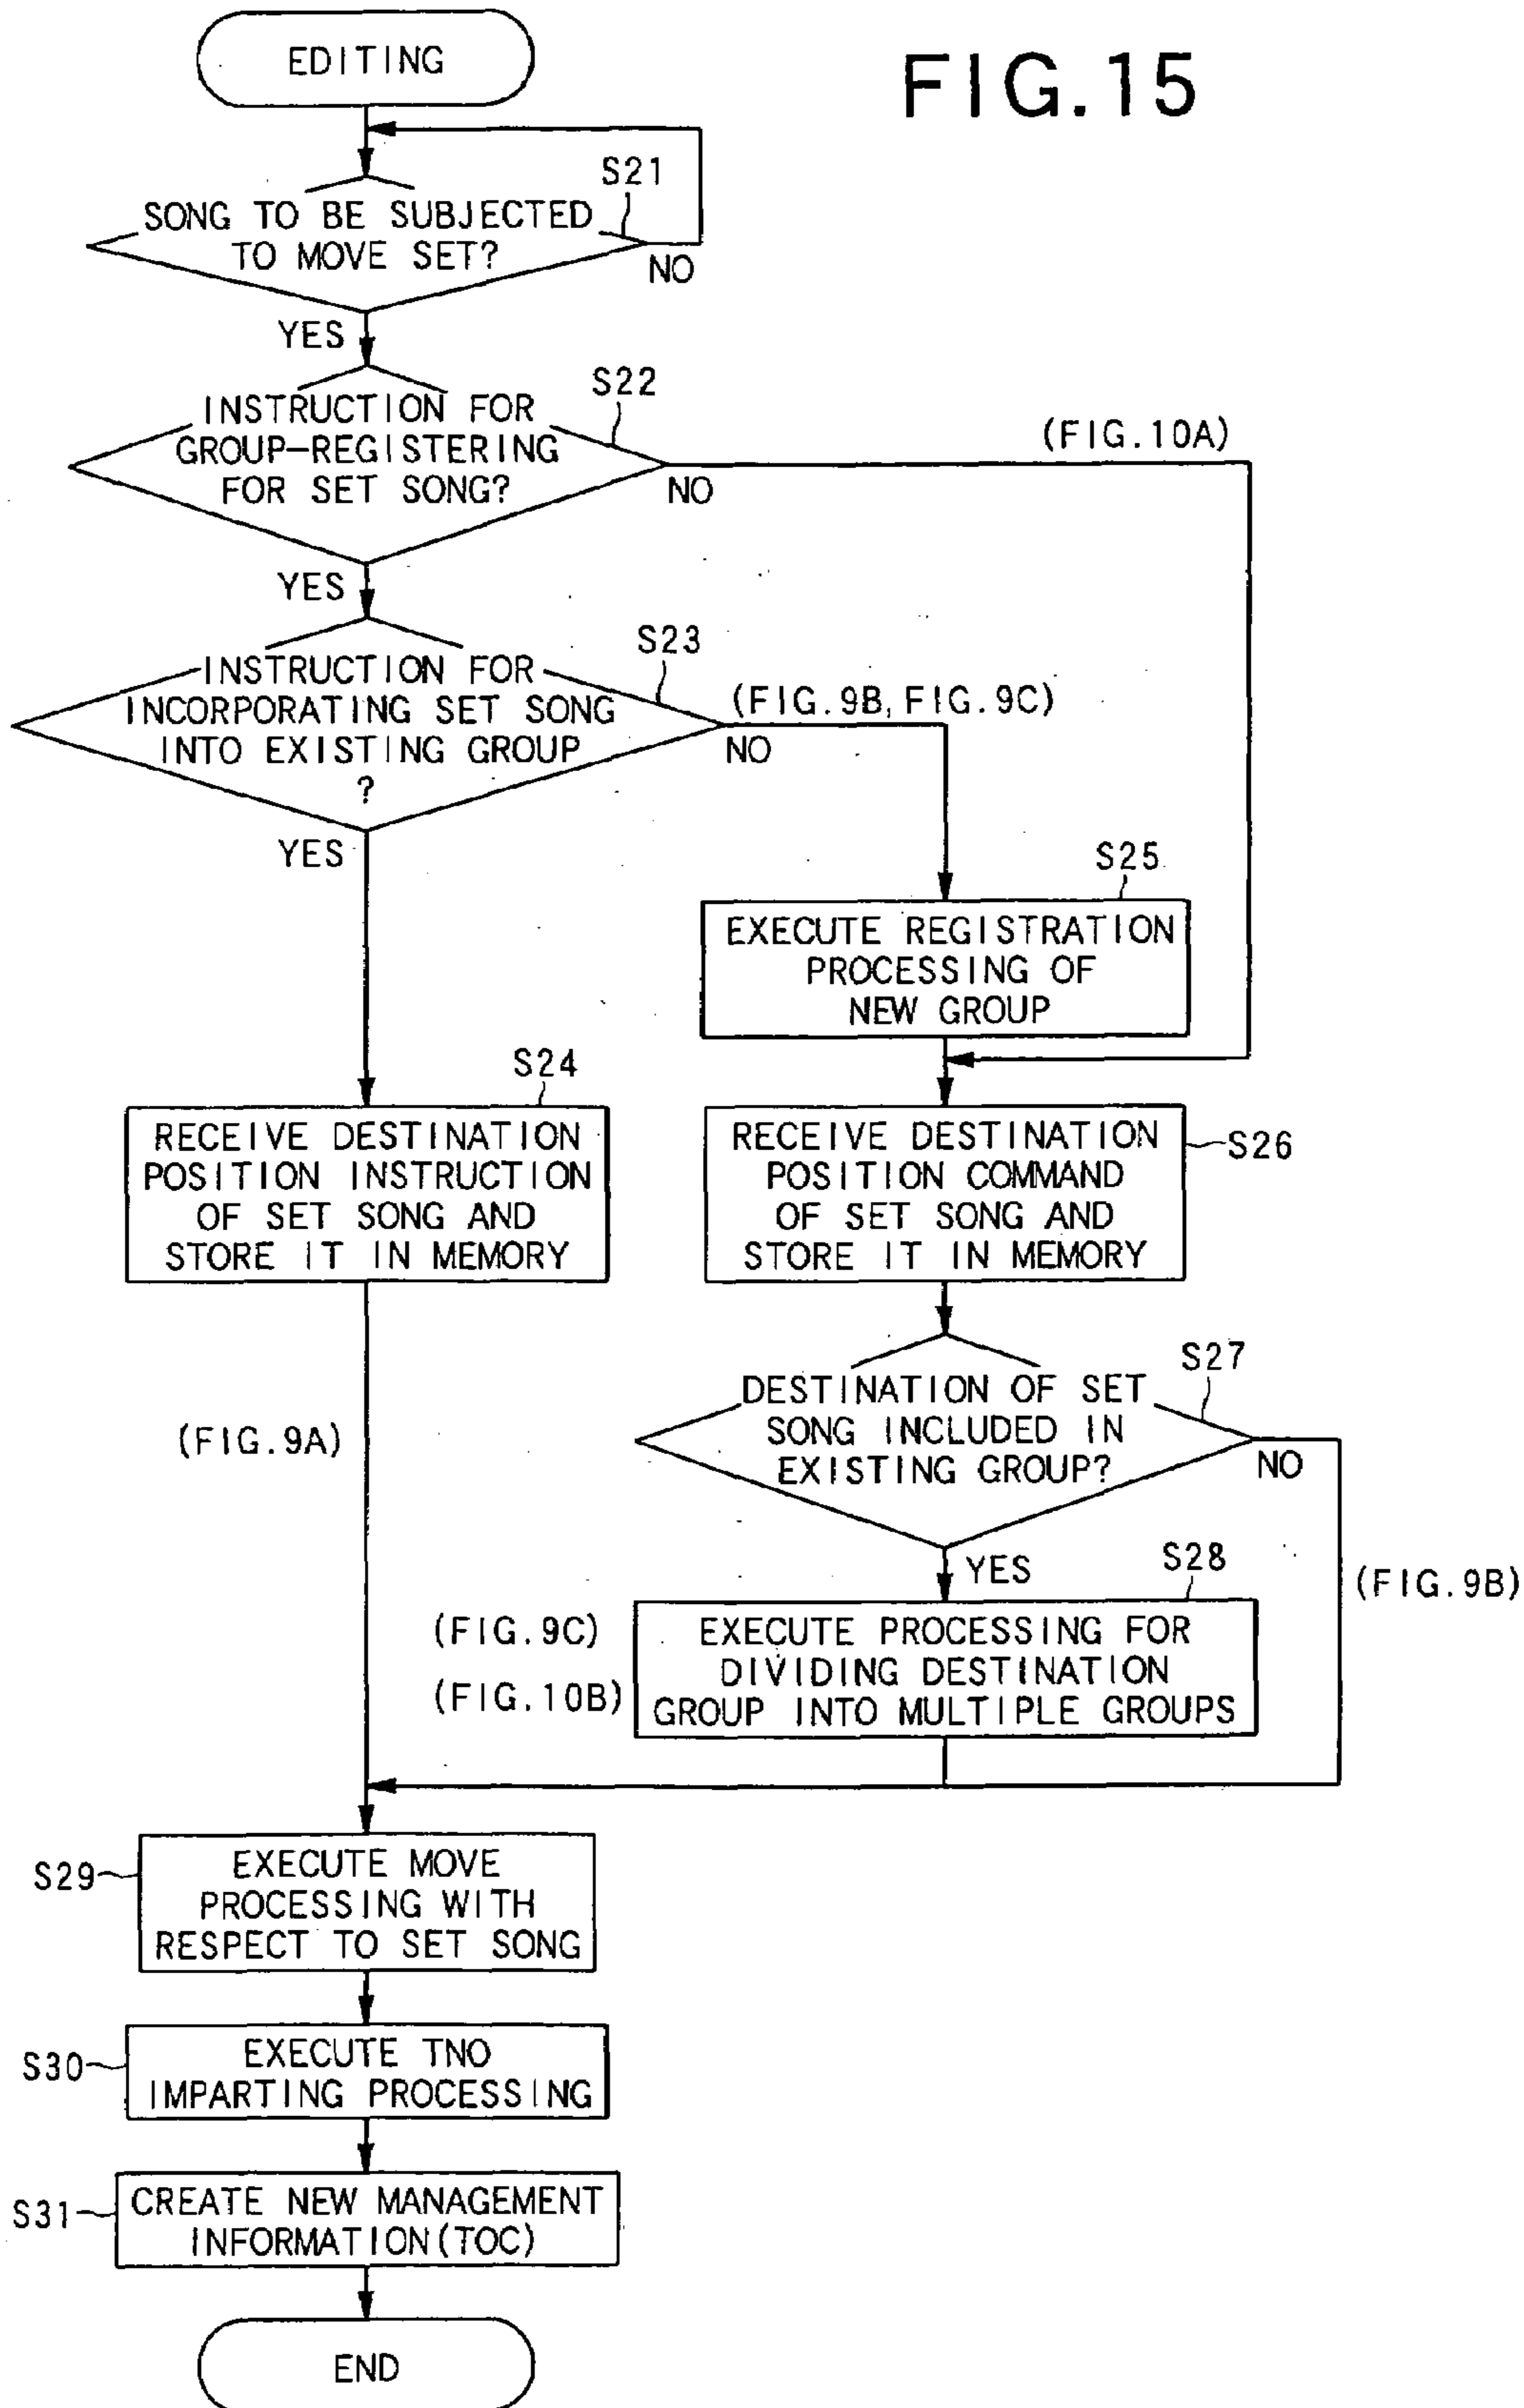 FIG.15
EDITING
S21
SONG TO BE SUBJECTED
TO MOVE SET?
NO
YES
S22
INSTRUCTION FOR
GROUP-REGISTERING
FOR SET SONG?
(FIG.10A)
NO
YES
S23
INSTRUCTION FOR
INCORPORATING SET SONG
INTO EXISTING GROUP
?
(FIG.9B, FIG.9C)
NO
YES
S25
EXECUTE REGISTRATION
PROCESSING OF
NEW GROUP
S24
RECEIVE DESTINATION
POSITION INSTRUCTION
OF SET SONG AND
STORE IT IN MEMORY
RECEIVE DESTINATION
POSITION COMMAND
OF SET SONG AND
STORE IT IN MEMORY
S26
S27
DESTINATION OF SET
SONG INCLUDED IN
EXISTING GROUP?
NO
(FIG.9A)
YES
S28
(FIG.9B)
(FIG.9C)
(FIG.10B)
EXECUTE PROCESSING FOR
DIVIDING DESTINATION
GROUP INTO MULTIPLE GROUPS
S29
EXECUTE MOVE
PROCESSING WITH
RESPECT TO SET SONG
S30
EXECUTE TNO
IMPARTING PROCESSING
S31
CREATE NEW MANAGEMENT
INFORMATION(TOC)
END